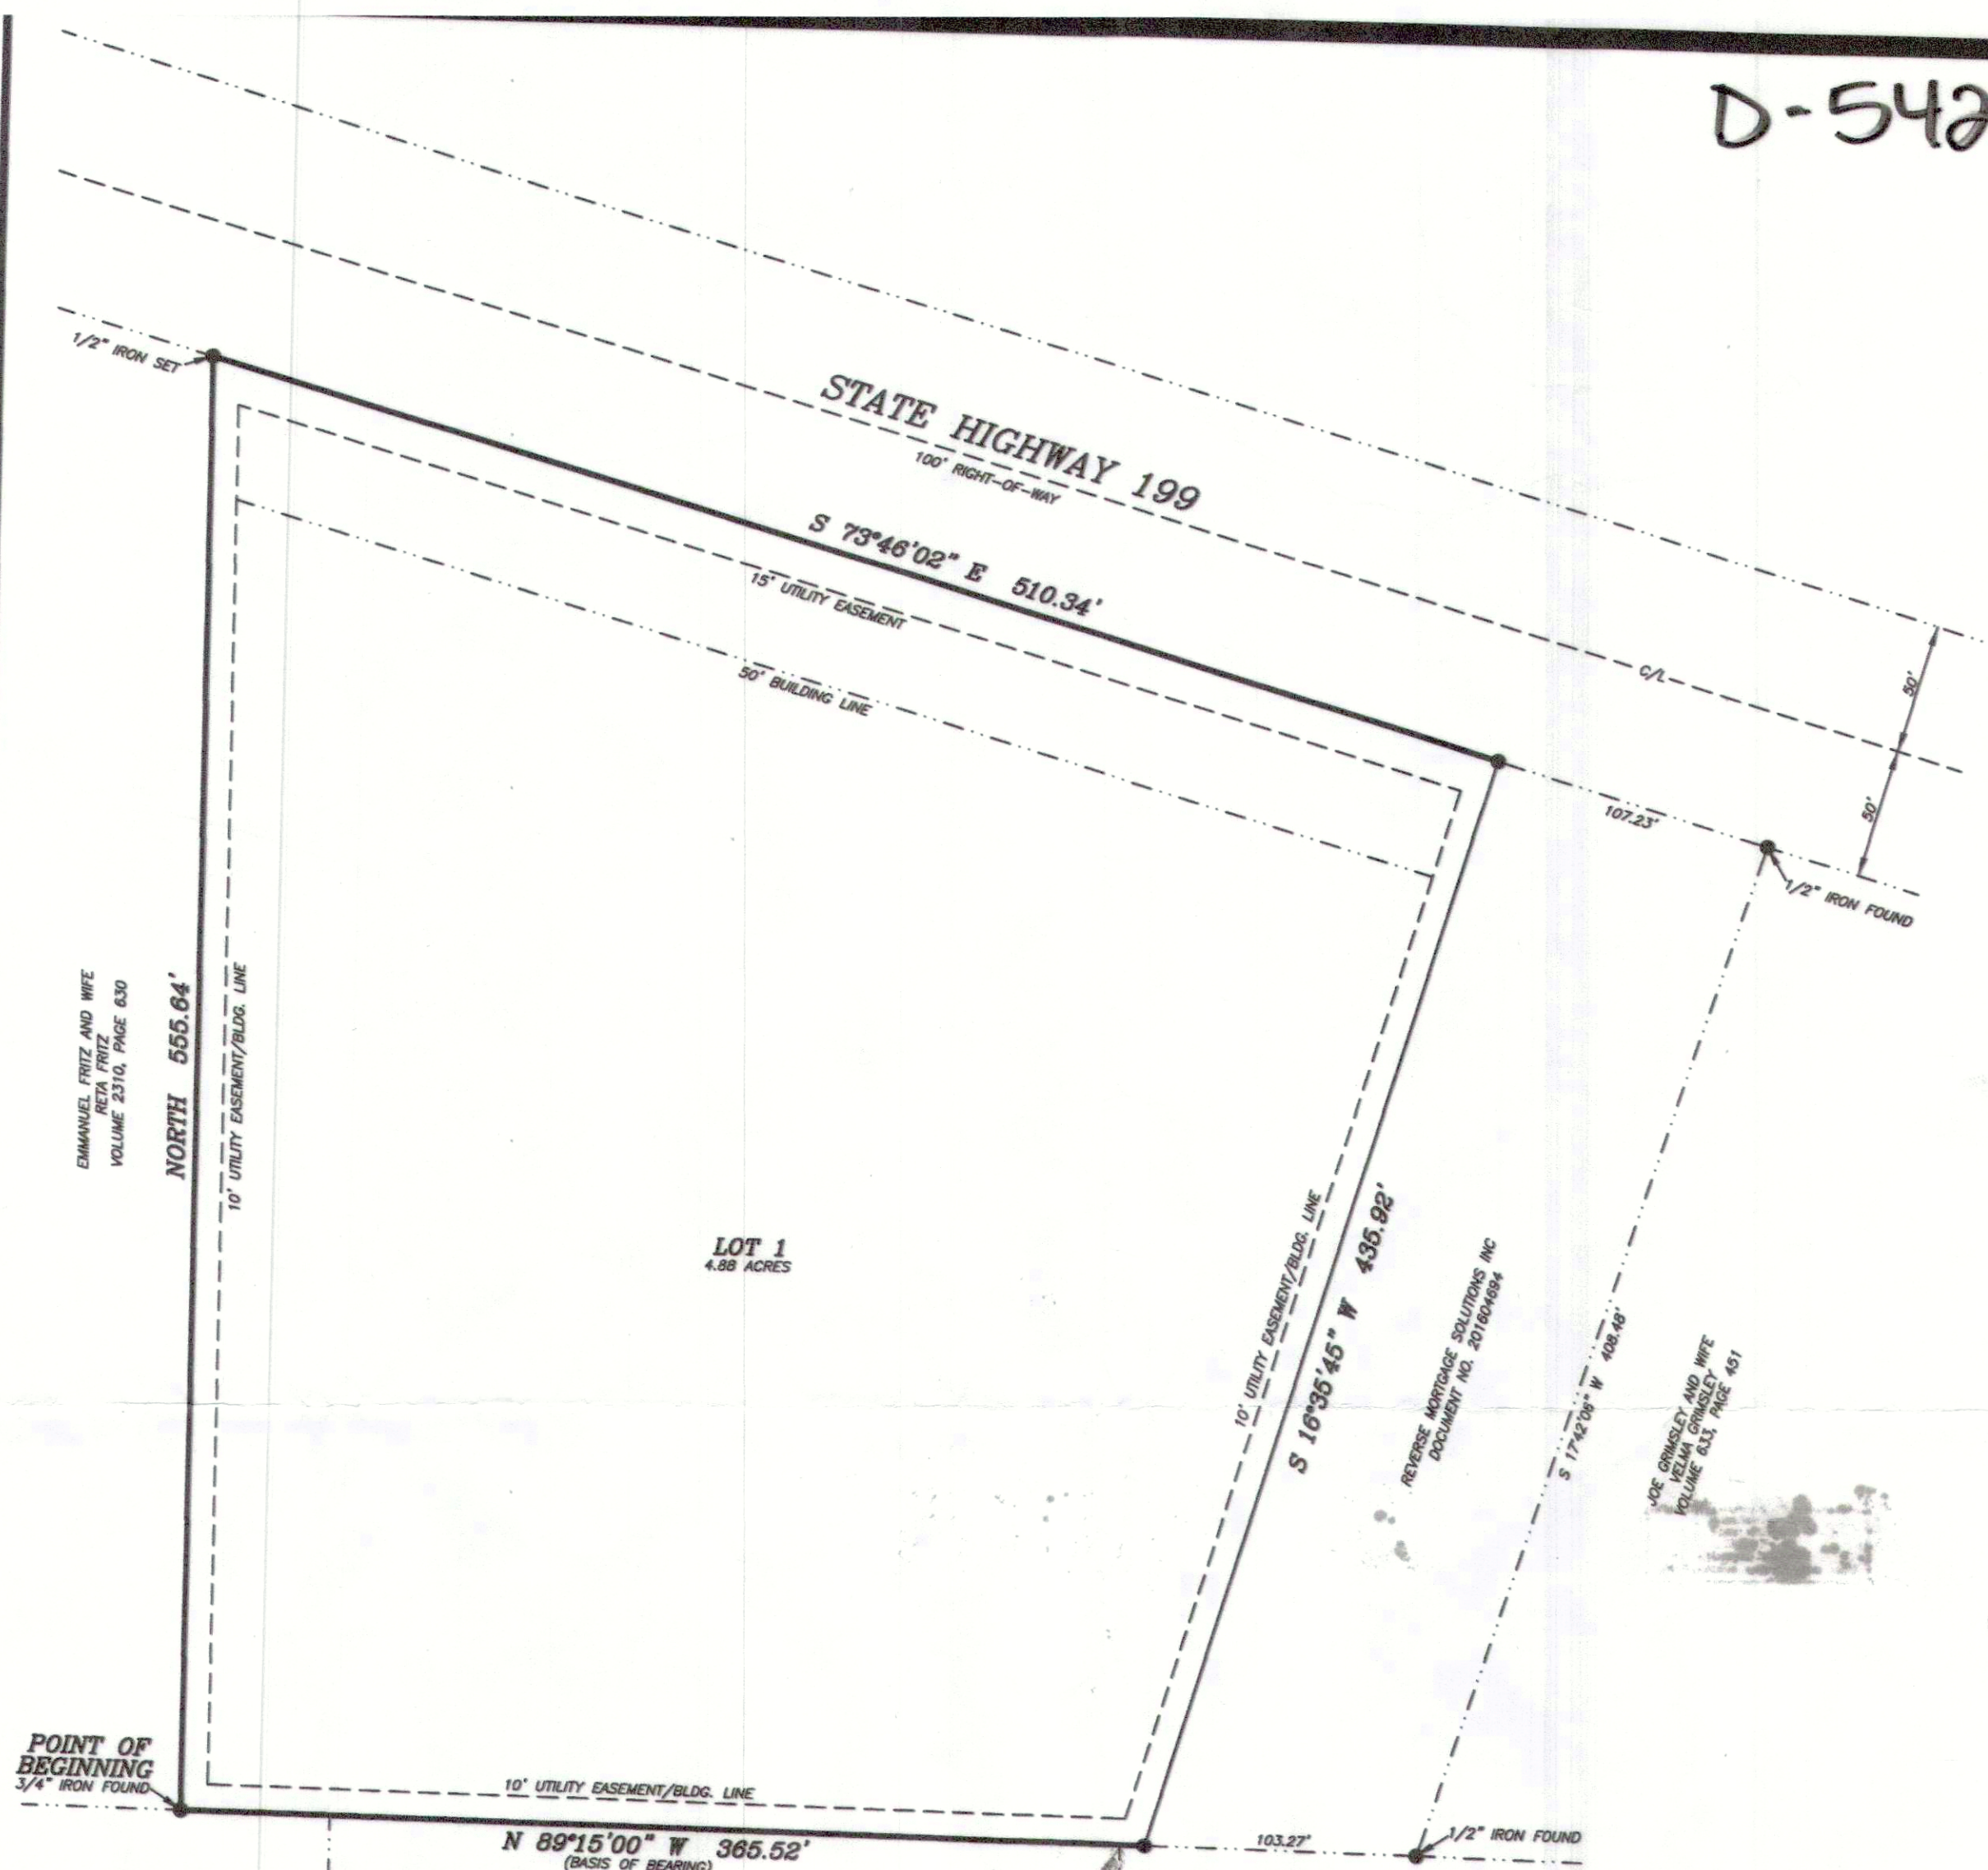 D-542
1/2" IRON SET
STATE HIGHWAY 199
100' RIGHT-OF-WAY
S 73°46'02" E 510.34'
15' UTILITY EASEMENT
50' BUILDING LINE
C/L
50'
50'
107.23'
1/2" IRON FOUND
EMMANUEL FRITZ AND WIFE
RETA FRITZ
VOLUME 2310, PAGE 630
NORTH 555.64'
10' UTILITY EASEMENT/BLDG. LINE
LOT 1
4.88 ACRES
10' UTILITY EASEMENT/BLDG. LINE
S 16°35'45" W 435.92'
REVERSE MORTGAGE SOLUTIONS INC
DOCUMENT NO. 201604694
S 17°42'06" W 408.48'
JOE GRIMSLEY AND WIFE
VELMA GRIMSLEY
VOLUME 633, PAGE 451
POINT OF
BEGINNING
3/4" IRON FOUND
10' UTILITY EASEMENT/BLDG. LINE
N 89°15'00" W 365.52'
(BASIS OF BEARING)
103.27'
1/2" IRON FOUND